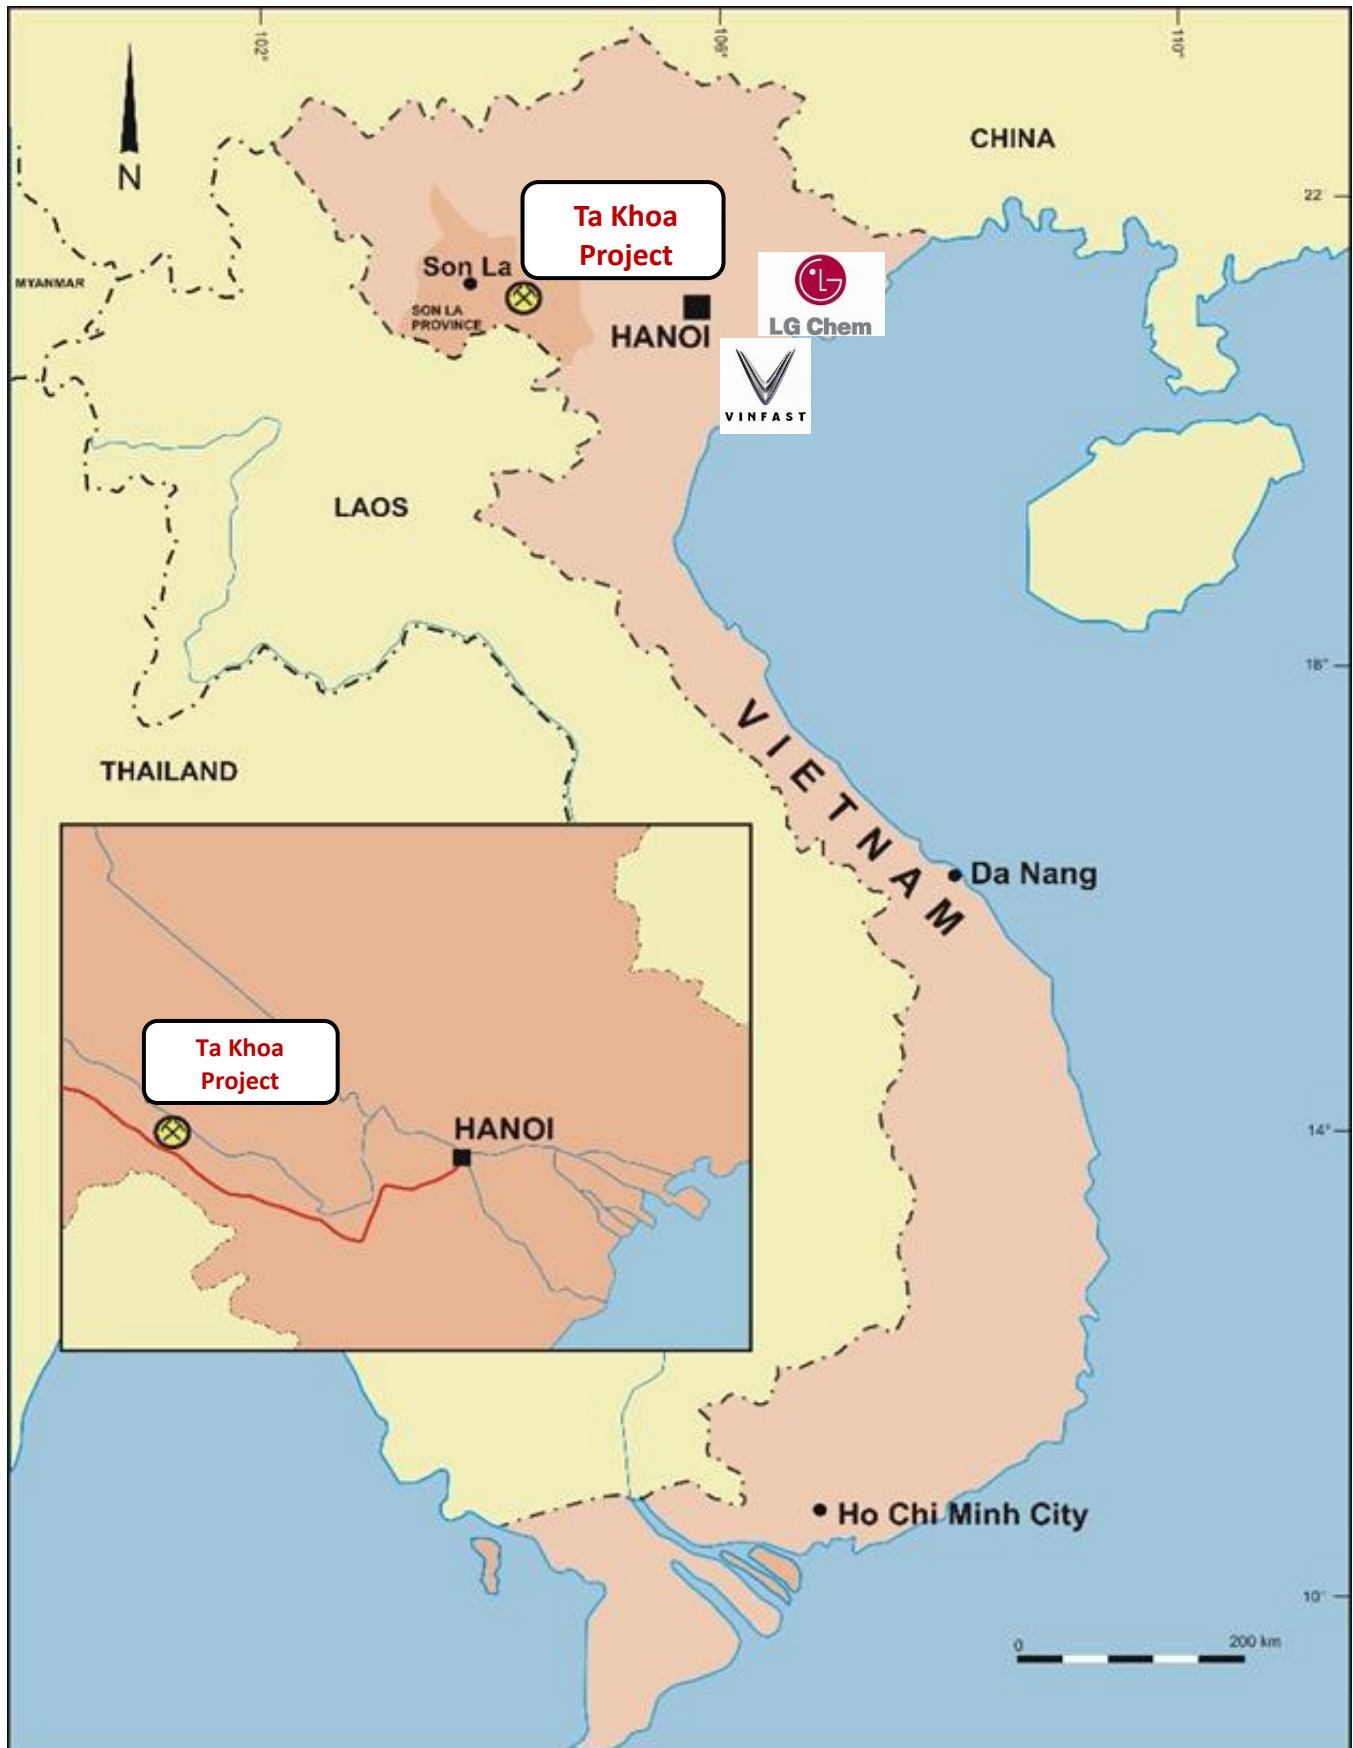 102°
106°
110°
N
CHINA
22
Ta Khoa
Project
Son La
MYANMAR
SON LA
PROVINCE
HANOI
LG
LG Chem
VINFAST
LAOS
18°
VIETNAM
THAILAND
Da Nang
Ta Khoa
Project
HANOI
14°
Ho Chi Minh City
10°
0
200 km